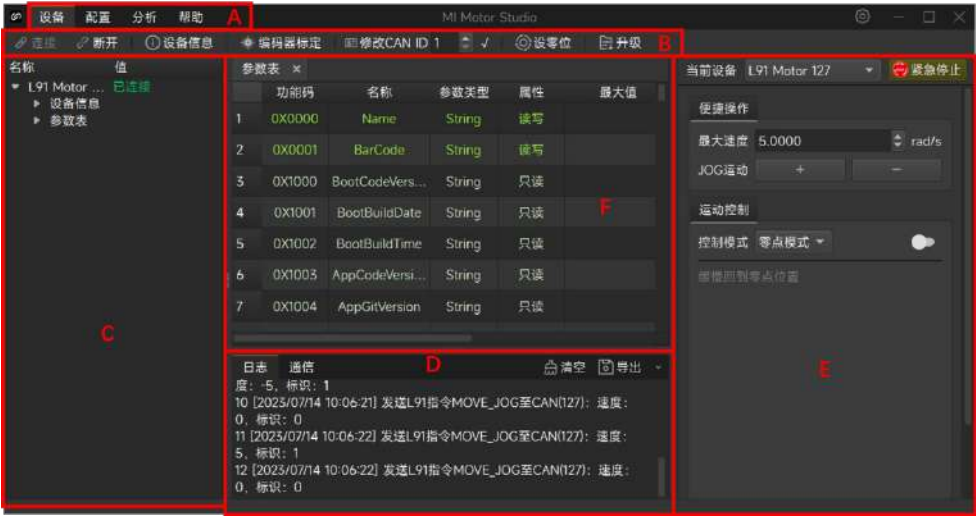 设备 配置 分析 帮助 A MI Motor Studio
连接 断开 设备信息 编码器标定 修改CAN ID 1 √ 设零位 升级 B
名称 值
L91 Motor ... 已连接
设备信息
参数表
C
参数表 ×
功能码 名称 参数类型 属性 最大值
1 0X0000 Name String 读写
2 0X0001 BarCode String 读写
3 0X1000 BootCodeVers... String 只读
4 0X1001 BootBuildDate String 只读
5 0X1002 BootBuildTime String 只读
6 0X1003 AppCodeVersi... String 只读
7 0X1004 AppGitVersion String 只读
F
日志 通信 D 清空 导出
度：-5，标识：1
10 [2023/07/14 10:06:21] 发送L91指令MOVE_JOG至CAN(127)：速度：
0，标识：0
11 [2023/07/14 10:06:22] 发送L91指令MOVE_JOG至CAN(127)：速度：
5，标识：1
12 [2023/07/14 10:06:22] 发送L91指令MOVE_JOG至CAN(127)：速度：
0，标识：0
当前设备 L91 Motor 127 紧急停止
便捷操作
最大速度 5.0000 rad/s
JOG运动 + −
运动控制
控制模式 零点模式
缓慢回到零点位置
E